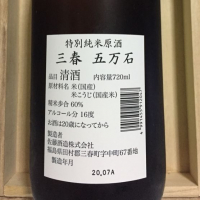 特別純米原酒
三春 五万石
品目 清酒 内容量720ml
原材料名 米(国産)
米こうじ(国産米)
精米歩合 60%
アルコール分 16度
お酒は20歳になってから
製造者
佐藤酒造株式会社
福島県田村郡三春町字中町67番地
製造年月
20,07A